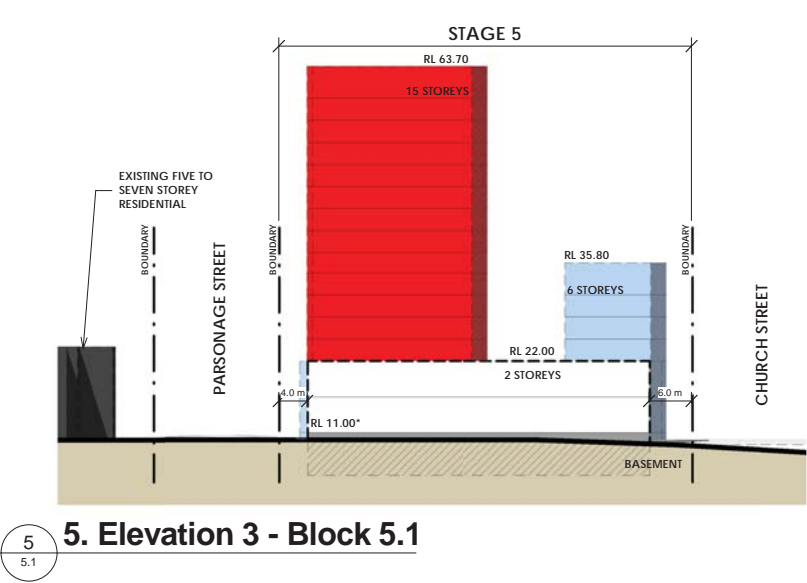 STAGE 5
RL 63.70
15 STOREYS
EXISTING FIVE TO
SEVEN STOREY
RESIDENTIAL
BOUNDARY
PARSONAGE STREET
BOUNDARY
RL 35.80
6 STOREYS
BOUNDARY
CHURCH STREET
RL 22.00
2 STOREYS
4.0 m
6.0 m
RL 11.00*
BASEMENT
5
5.1
5. Elevation 3 - Block 5.1